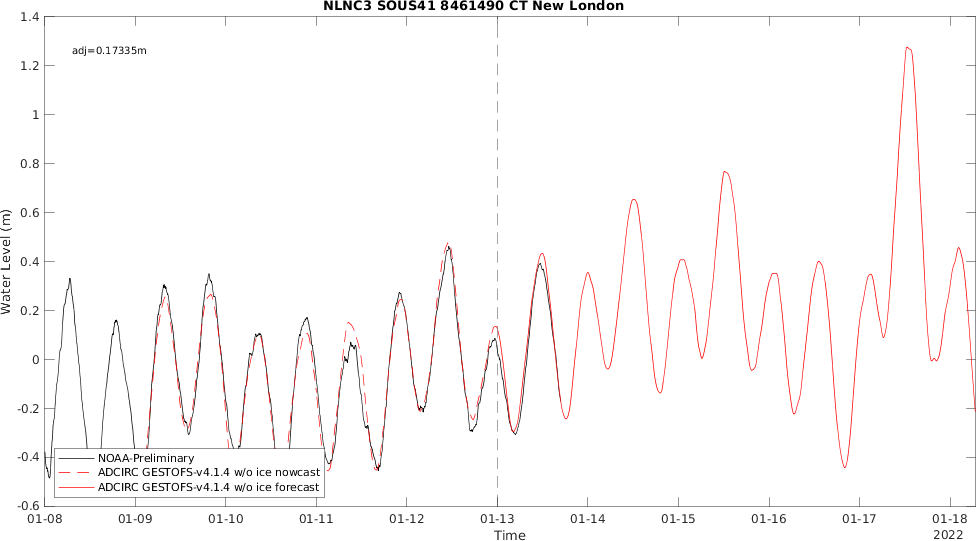 NLNC3 SOUS41 8461490 CT New London
adj=0.17335m
Water Level (m)
1.4
1.2
1
0.8
0.6
0.4
0.2
0
-0.2
-0.4
-0.6
NOAA-Preliminary
ADCIRC GESTOFS-v4.1.4 w/o ice nowcast
ADCIRC GESTOFS-v4.1.4 w/o ice forecast
01-08 01-09 01-10 01-11 01-12 01-13 01-14 01-15 01-16 01-17 01-18
Time
2022